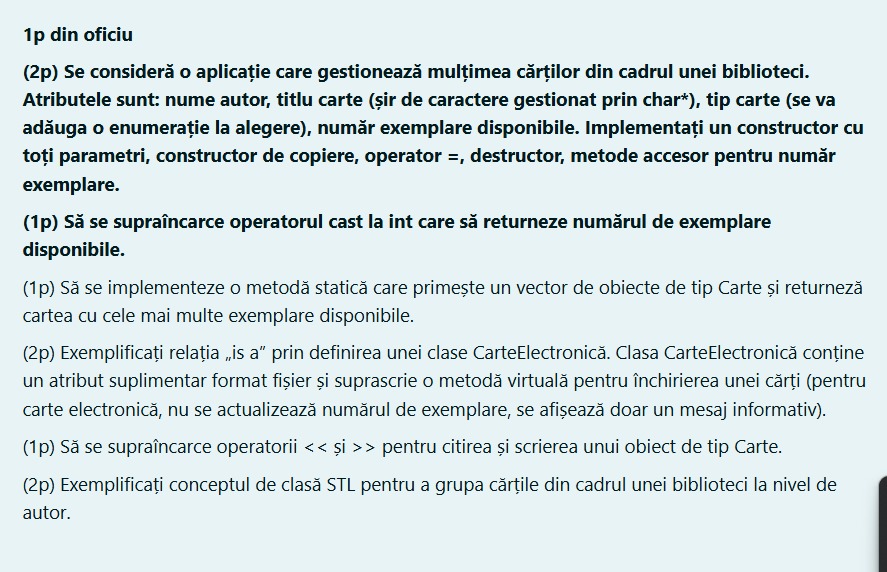 1p din oficiu
(2p) Se consideră o aplicație care gestionează mulțimea cărților din cadrul unei biblioteci.
Atributele sunt: nume autor, titlu carte (șir de caractere gestionat prin char*), tip carte (se va
adăuga o enumerație la alegere), număr exemplare disponibile. Implementați un constructor cu
toți parametri, constructor de copiere, operator =, destructor, metode accesor pentru număr
exemplare.
(1p) Să se supraîncarce operatorul cast la int care să returneze numărul de exemplare
disponibile.
(1p) Să se implementeze o metodă statică care primește un vector de obiecte de tip Carte și returneză
cartea cu cele mai multe exemplare disponibile.
(2p) Exemplificați relația „is a” prin definirea unei clase CarteElectronică. Clasa CarteElectronică conține
un atribut suplimentar format fișier și suprascrie o metodă virtuală pentru închirierea unei cărți (pentru
carte electronică, nu se actualizează numărul de exemplare, se afișează doar un mesaj informativ).
(1p) Să se supraîncarce operatorii << și >> pentru citirea și scrierea unui obiect de tip Carte.
(2p) Exemplificați conceptul de clasă STL pentru a grupa cărțile din cadrul unei biblioteci la nivel de
autor.